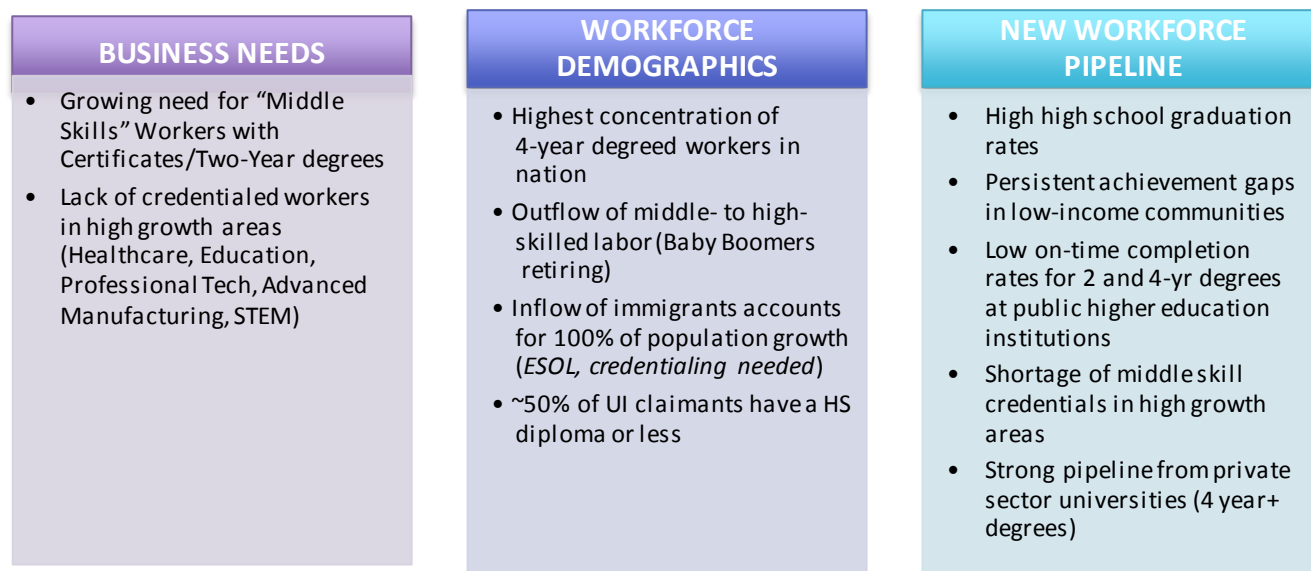 BUSINESS NEEDS
• Growing need for “Middle
Skills” Workers with
Certificates/Two-Year degrees
• Lack of credentialed workers
in high growth areas
(Healthcare, Education,
Professional Tech, Advanced
Manufacturing, STEM)
WORKFORCE
DEMOGRAPHICS
• Highest concentration of
4-year degreed workers in
nation
• Outflow of middle- to high-
skilled labor (Baby Boomers
retiring)
• Inflow of immigrants accounts
for 100% of population growth
(ESOL, credentialing needed)
• ~50% of UI claimants have a HS
diploma or less
NEW WORKFORCE
PIPELINE
• High high school graduation
rates
• Persistent achievement gaps
in low-income communities
• Low on-time completion
rates for 2 and 4-yr degrees
at public higher education
institutions
• Shortage of middle skill
credentials in high growth
areas
• Strong pipeline from private
sector universities (4 year+
degrees)